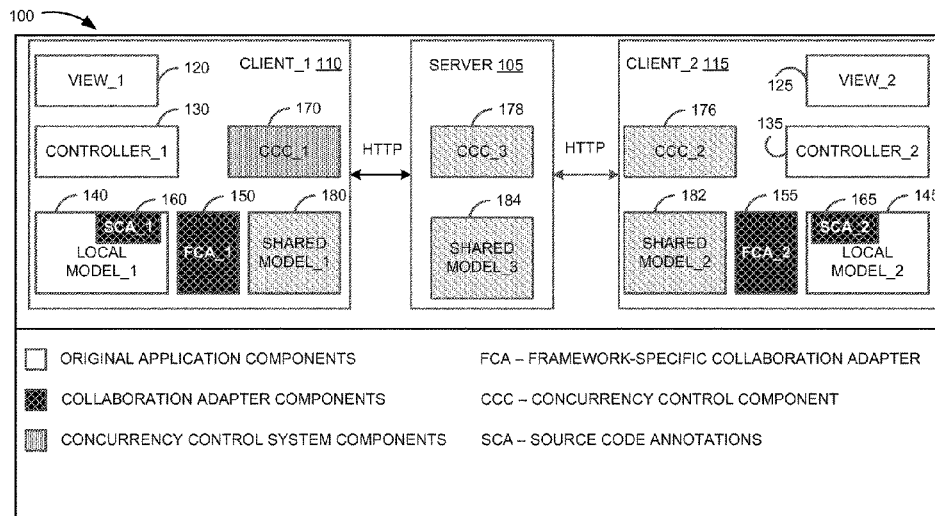 100
CLIENT_1 110
SERVER 105
CLIENT_2 115
VIEW_1
120
125
VIEW_2
130
170
178
176
135
CONTROLLER_1
CCC_1
HTTP
CCC_3
HTTP
CCC_2
CONTROLLER_2
140
160
150
180
184
182
155
165
145
SCA_1
LOCAL
MODEL_1
FCA_1
SHARED
MODEL_1
SHARED
MODEL_3
SHARED
MODEL_2
FCA_2
SCA_2
LOCAL
MODEL_2
ORIGINAL APPLICATION COMPONENTS
COLLABORATION ADAPTER COMPONENTS
CONCURRENCY CONTROL SYSTEM COMPONENTS
FCA – FRAMEWORK-SPECIFIC COLLABORATION ADAPTER
CCC – CONCURRENCY CONTROL COMPONENT
SCA – SOURCE CODE ANNOTATIONS